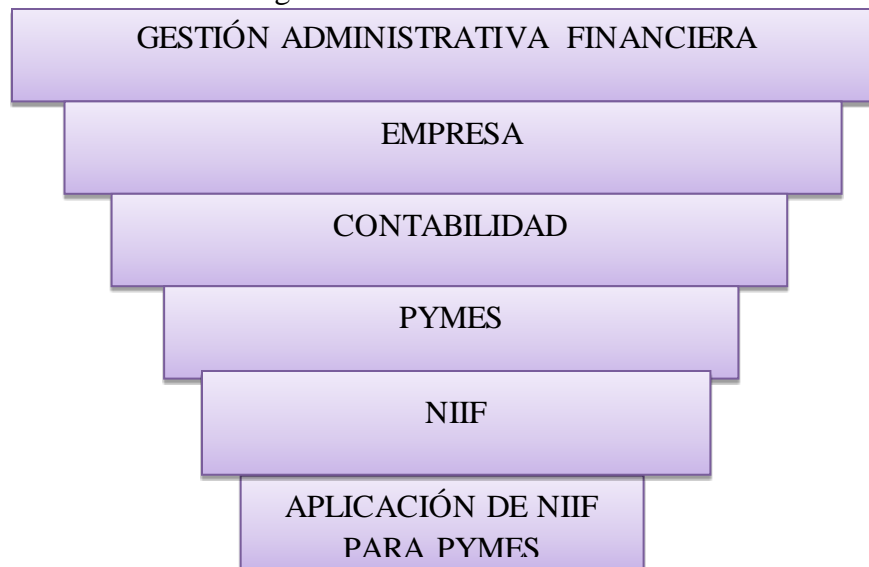 GESTIÓN ADMINISTRATIVA FINANCIERA
EMPRESA
CONTABILIDAD
PYMES
NIIF
APLICACIÓN DE NIIF
PARA PYMES